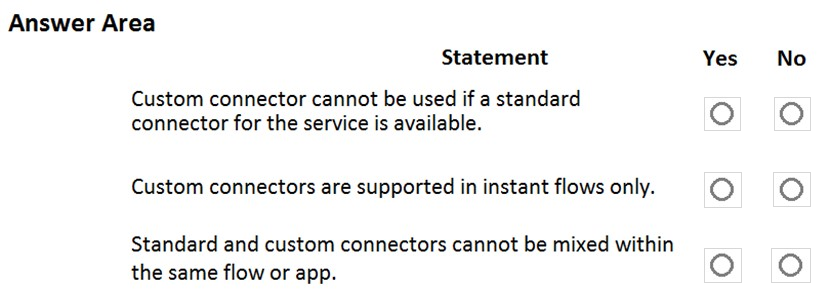 Answer Area
Statement Yes No
Custom connector cannot be used if a standard
connector for the service is available.
Custom connectors are supported in instant flows only.
Standard and custom connectors cannot be mixed within
the same flow or app.